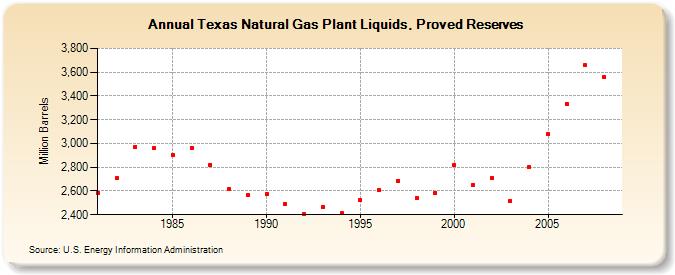 Annual Texas Natural Gas Plant Liquids, Proved Reserves
Million Barrels
3,800
3,600
3,400
3,200
3,000
2,800
2,600
2,400
1985 1990 1995 2000 2005
Source: U.S. Energy Information Administration